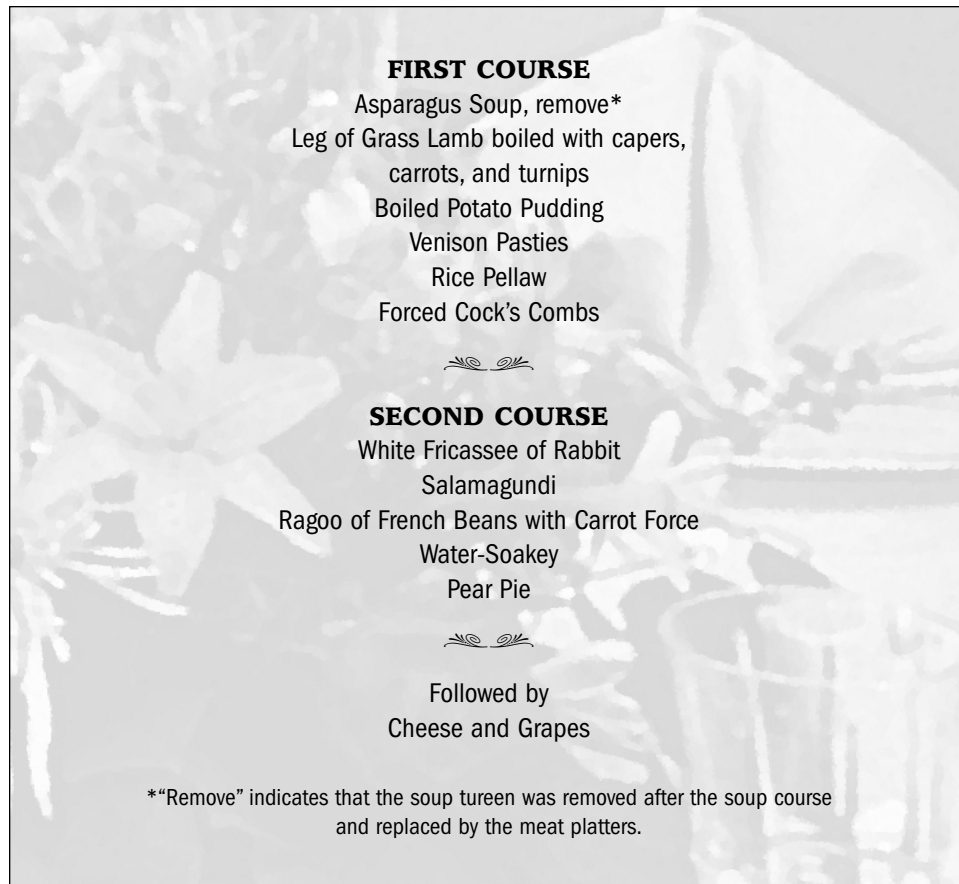 FIRST COURSE
Asparagus Soup, remove*
Leg of Grass Lamb boiled with capers,
carrots, and turnips
Boiled Potato Pudding
Venison Pasties
Rice Pellaw
Forced Cock’s Combs
SECOND COURSE
White Fricassee of Rabbit
Salamagundi
Ragoo of French Beans with Carrot Force
Water-Soakey
Pear Pie
Followed by
Cheese and Grapes
*“Remove” indicates that the soup tureen was removed after the soup course
and replaced by the meat platters.